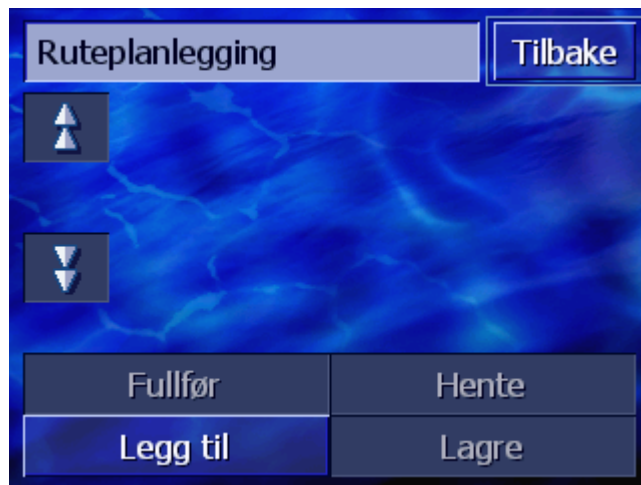 Ruteplanlegging
Tilbake
Fullfør
Hente
Legg til
Lagre